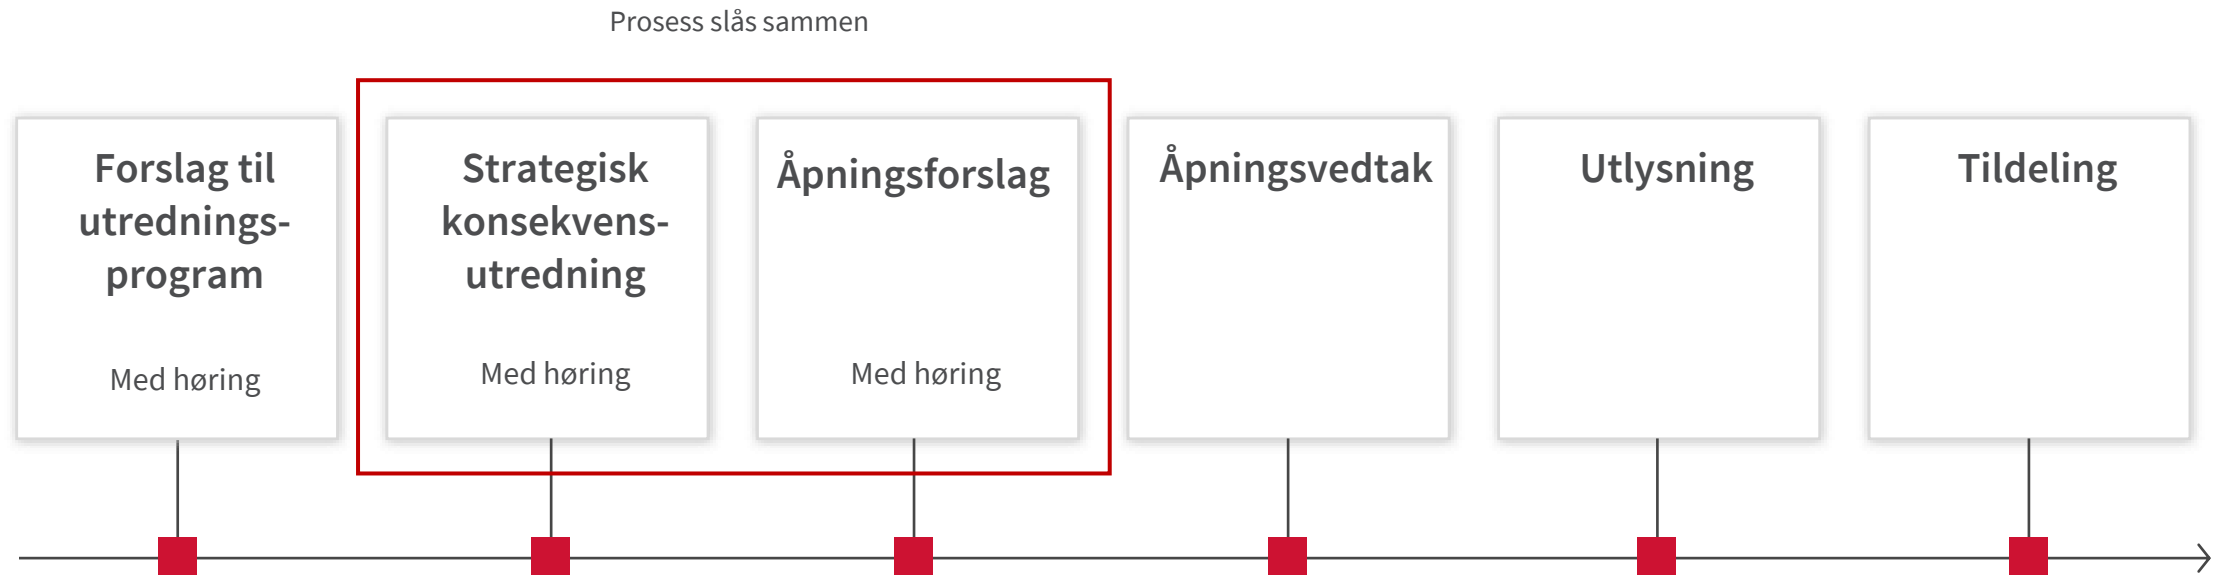 Prosess slås sammen
Forslag til
utrednings-
program
Med høring
Strategisk
konsekvens-
utredning
Med høring
Åpningsforslag
Med høring
Åpningsvedtak
Utlysning
Tildeling